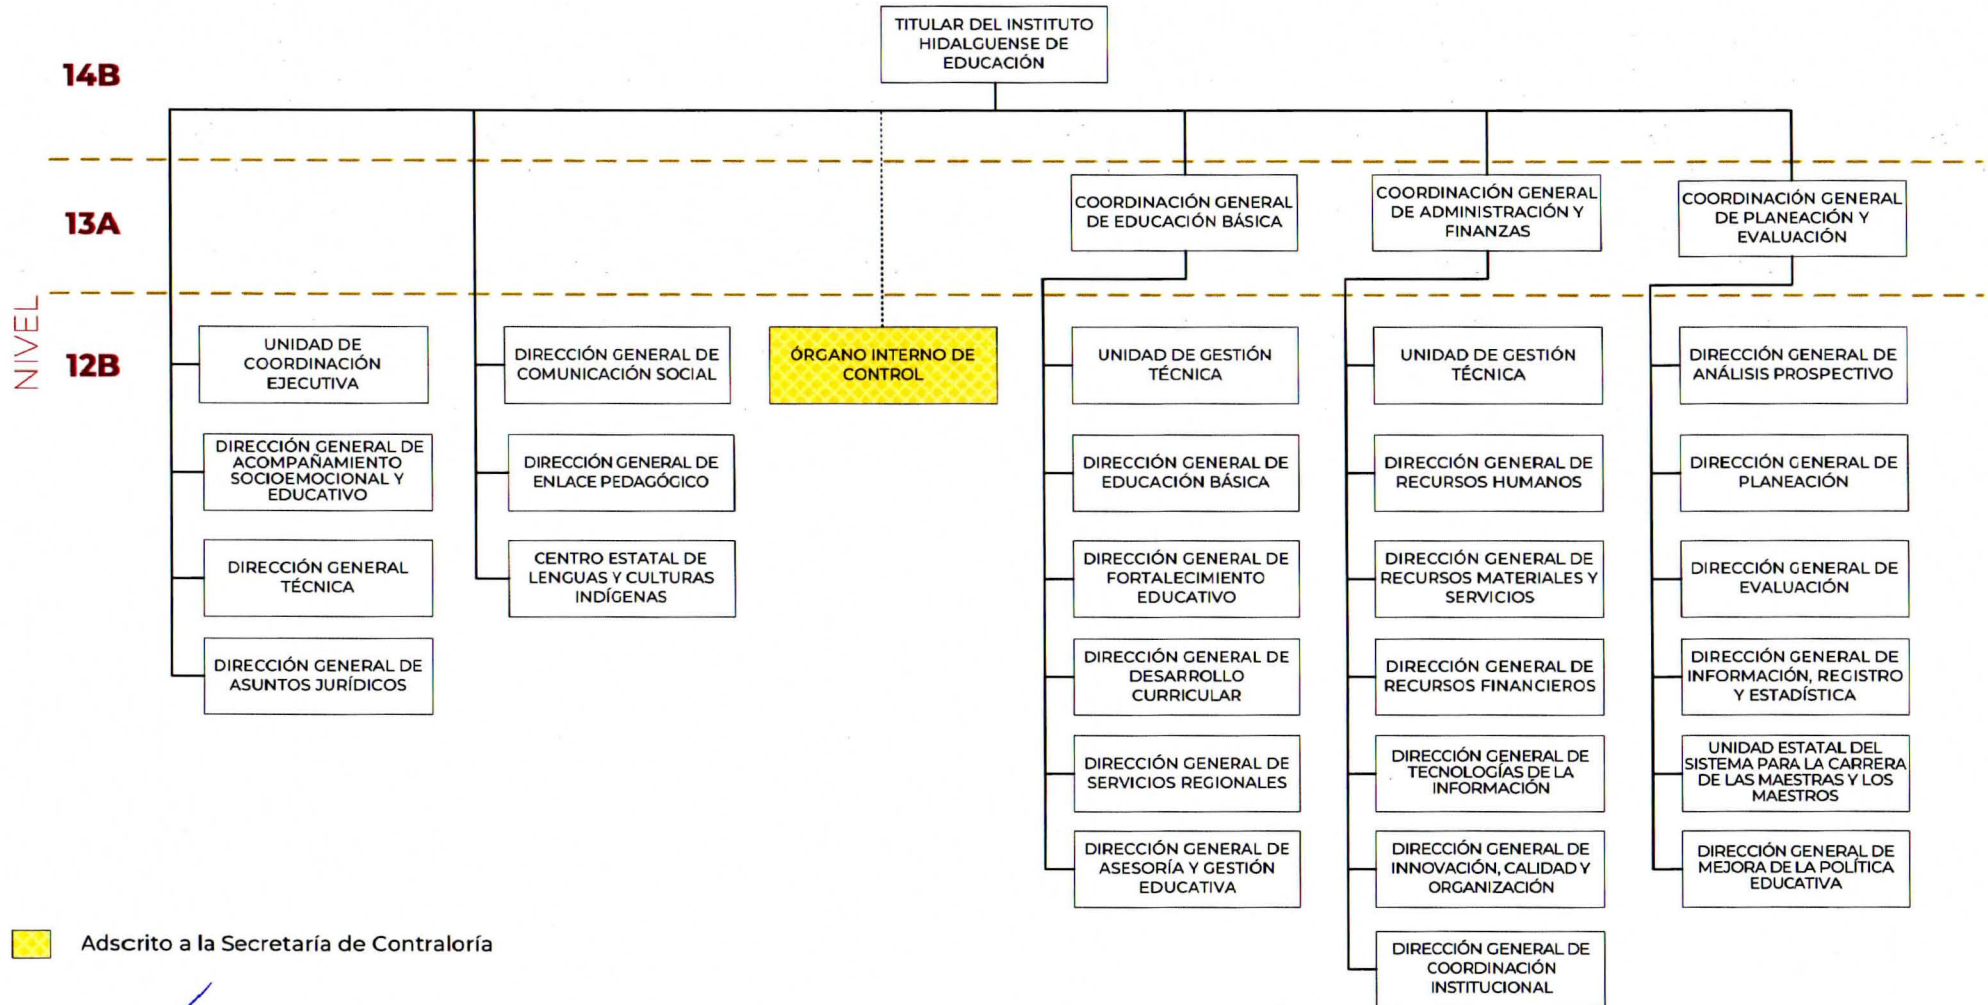 TITULAR DEL INSTITUTO
HIDALGUENSE DE
EDUCACIÓN
14B
13A
COORDINACIÓN GENERAL
DE EDUCACIÓN BÁSICA
COORDINACIÓN GENERAL
DE ADMINISTRACIÓN Y
FINANZAS
COORDINACIÓN GENERAL
DE PLANEACIÓN Y
EVALUACIÓN
NIVEL
12B
UNIDAD DE
COORDINACIÓN
EJECUTIVA
DIRECCIÓN GENERAL DE
ACOMPAÑAMIENTO
SOCIOEMOCIONAL Y
EDUCATIVO
DIRECCIÓN GENERAL
TÉCNICA
DIRECCIÓN GENERAL DE
ASUNTOS JURÍDICOS
DIRECCIÓN GENERAL DE
COMUNICACIÓN SOCIAL
DIRECCIÓN GENERAL DE
ENLACE PEDAGÓGICO
CENTRO ESTATAL DE
LENGUAS Y CULTURAS
INDÍGENAS
ÓRGANO INTERNO DE
CONTROL
UNIDAD DE GESTIÓN
TÉCNICA
DIRECCIÓN GENERAL DE
EDUCACIÓN BÁSICA
DIRECCIÓN GENERAL DE
FORTALECIMIENTO
EDUCATIVO
DIRECCIÓN GENERAL DE
DESARROLLO
CURRICULAR
DIRECCIÓN GENERAL DE
SERVICIOS REGIONALES
DIRECCIÓN GENERAL DE
ASESORÍA Y GESTIÓN
EDUCATIVA
UNIDAD DE GESTIÓN
TÉCNICA
DIRECCIÓN GENERAL DE
RECURSOS HUMANOS
DIRECCIÓN GENERAL DE
RECURSOS MATERIALES Y
SERVICIOS
DIRECCIÓN GENERAL DE
RECURSOS FINANCIEROS
DIRECCIÓN GENERAL DE
TECNOLOGÍAS DE LA
INFORMACIÓN
DIRECCIÓN GENERAL DE
INNOVACIÓN, CALIDAD Y
ORGANIZACIÓN
DIRECCIÓN GENERAL DE
COORDINACIÓN
INSTITUCIONAL
DIRECCIÓN GENERAL DE
ANÁLISIS PROSPECTIVO
DIRECCIÓN GENERAL DE
PLANEACIÓN
DIRECCIÓN GENERAL DE
EVALUACIÓN
DIRECCIÓN GENERAL DE
INFORMACIÓN, REGISTRO
Y ESTADÍSTICA
UNIDAD ESTATAL DEL
SISTEMA PARA LA CARRERA
DE LAS MAESTRAS Y LOS
MAESTROS
DIRECCIÓN GENERAL DE
MEJORA DE LA POLÍTICA
EDUCATIVA
Adscrito a la Secretaría de Contraloría